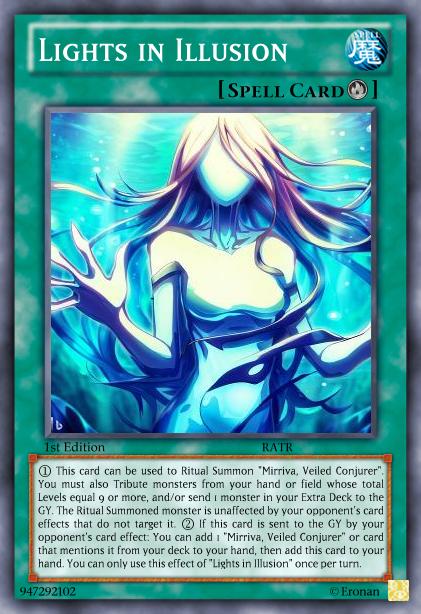 Lights in Illusion
SPELL
魔
[Spell Card]
1st Edition RATR
① This card can be used to Ritual Summon "Mirriva, Veiled Conjurer".
You must also Tribute monsters from your hand or field whose total
Levels equal 9 or more, and/or send 1 monster in your Extra Deck to the
GY. The Ritual Summoned monster is unaffected by your opponent's card
effects that do not target it. ② If this card is sent to the GY by your
opponent's card effect: You can add 1 "Mirriva, Veiled Conjurer" or card
that mentions it from your deck to your hand, then add this card to your
hand. You can only use this effect of "Lights in Illusion" once per turn.
947292102 ©Eronan